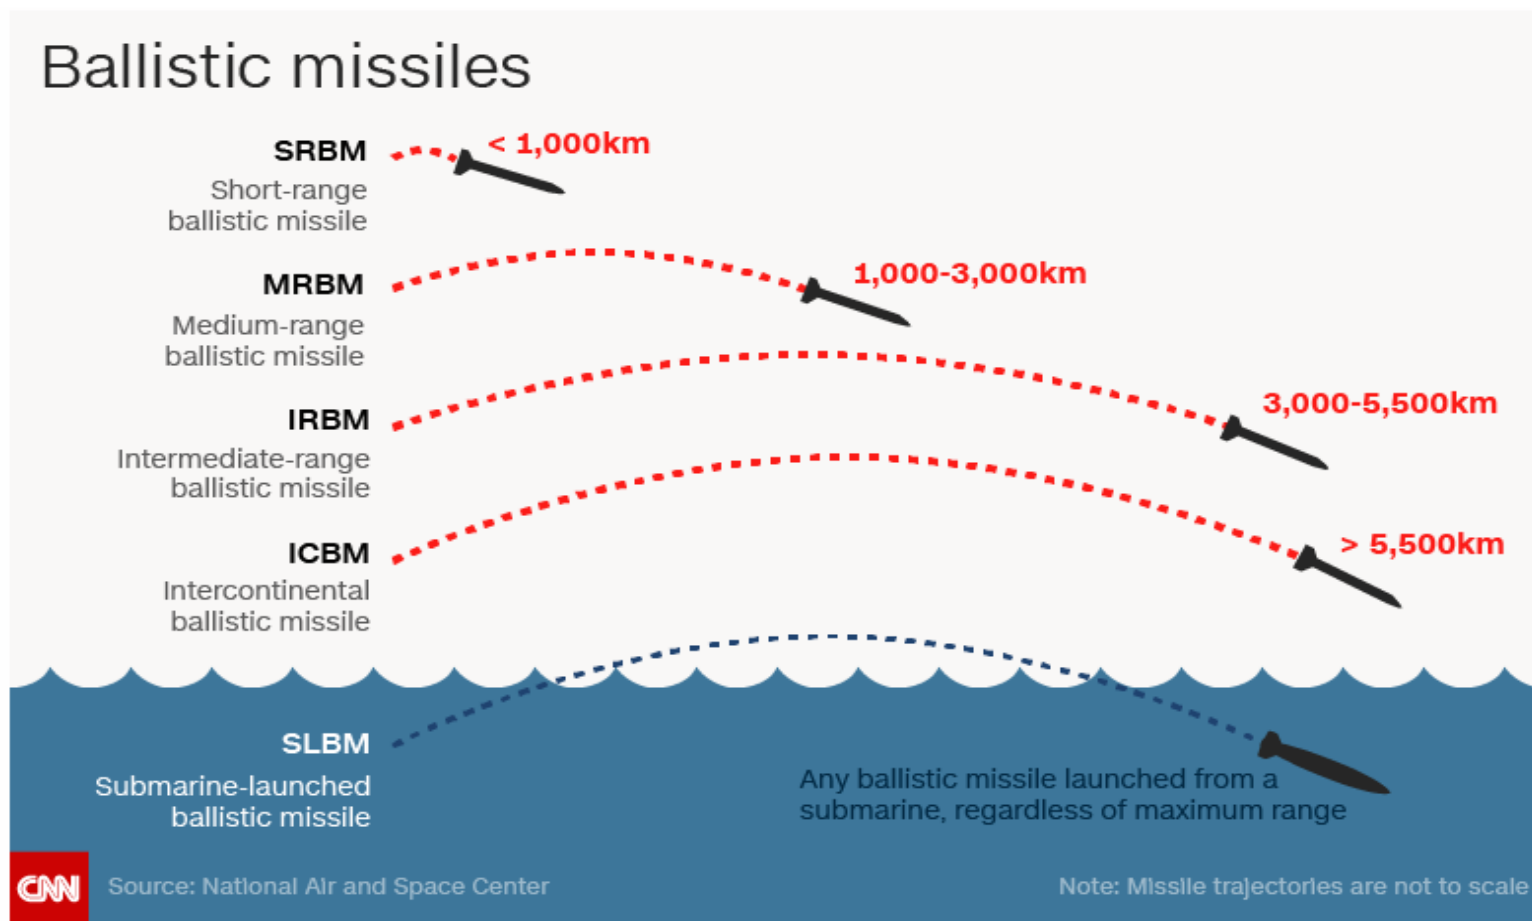 Ballistic missiles
SRBM
< 1,000km
Short-range
ballistic missile
MRBM
1,000-3,000km
Medium-range
ballistic missile
IRBM
3,000-5,500km
Intermediate-range
ballistic missile
ICBM
> 5,500km
Intercontinental
ballistic missile
SLBM
Submarine-launched
ballistic missile
Any ballistic missile launched from a
submarine, regardless of maximum range
CNN
Source: National Air and Space Center
Note: Missile trajectories are not to scale